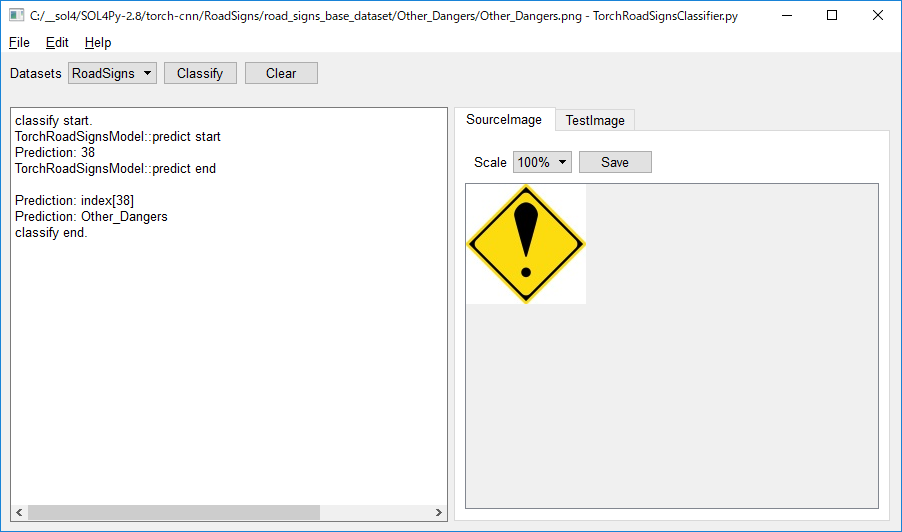 C:/__sol4/SOL4Py-2.8/torch-cnn/RoadSigns/road_signs_base_dataset/Other_Dangers/Other_Dangers.png - TorchRoadSignsClassifier.py
File Edit Help
Datasets RoadSigns Classify Clear
classify start.
TorchRoadSignsModel::predict start
Prediction: 38
TorchRoadSignsModel::predict end
Prediction: index[38]
Prediction: Other_Dangers
classify end.
SourceImage TestImage
Scale 100% Save
!